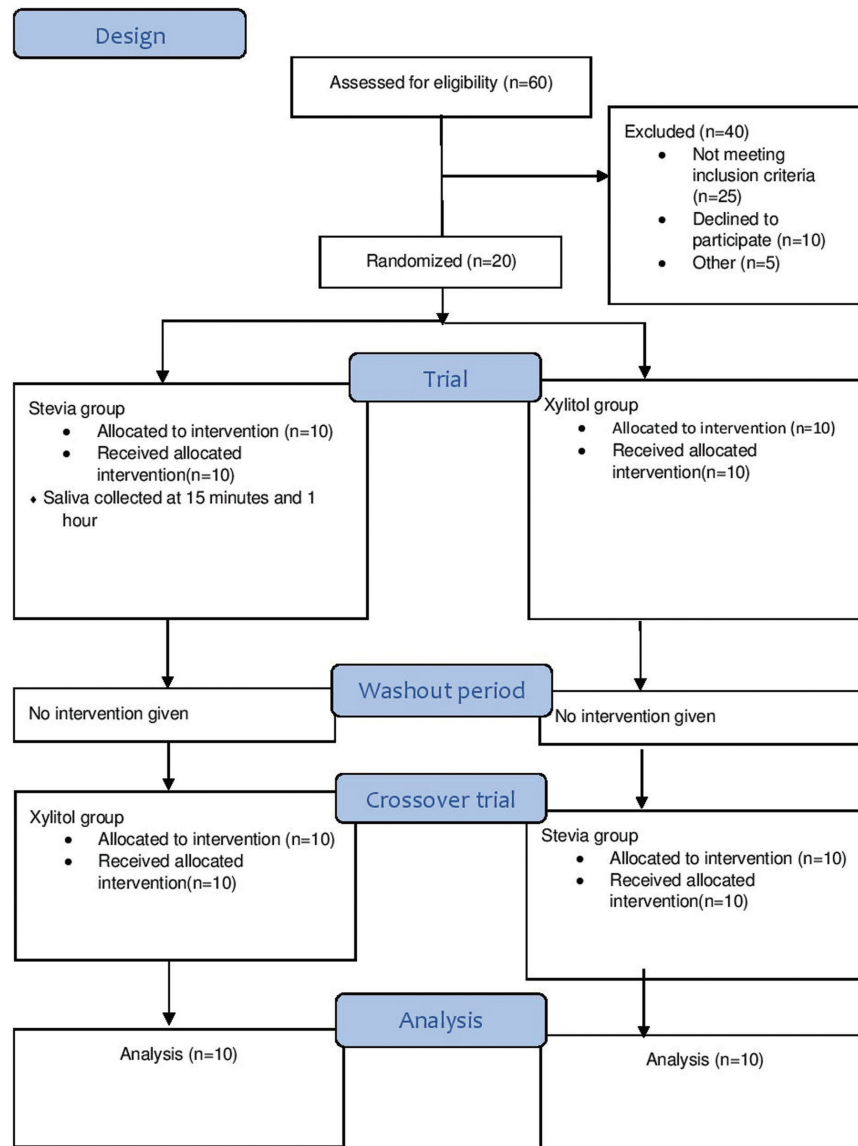 Design
Assessed for eligibility (n=60)
Excluded (n=40)
• Not meeting
inclusion criteria
(n=25)
• Declined to
participate (n=10)
• Other (n=5)
Randomized (n=20)
Trial
Stevia group
• Allocated to intervention (n=10)
• Received allocated
intervention(n=10)
♦ Saliva collected at 15 minutes and 1
hour
Xylitol group
• Allocated to intervention (n=10)
• Received allocated
intervention(n=10)
Washout period
No intervention given
No intervention given
Crossover trial
Xylitol group
• Allocated to intervention (n=10)
• Received allocated
intervention(n=10)
Stevia group
• Allocated to intervention (n=10)
• Received allocated
intervention(n=10)
Analysis
Analysis (n=10)
Analysis (n=10)